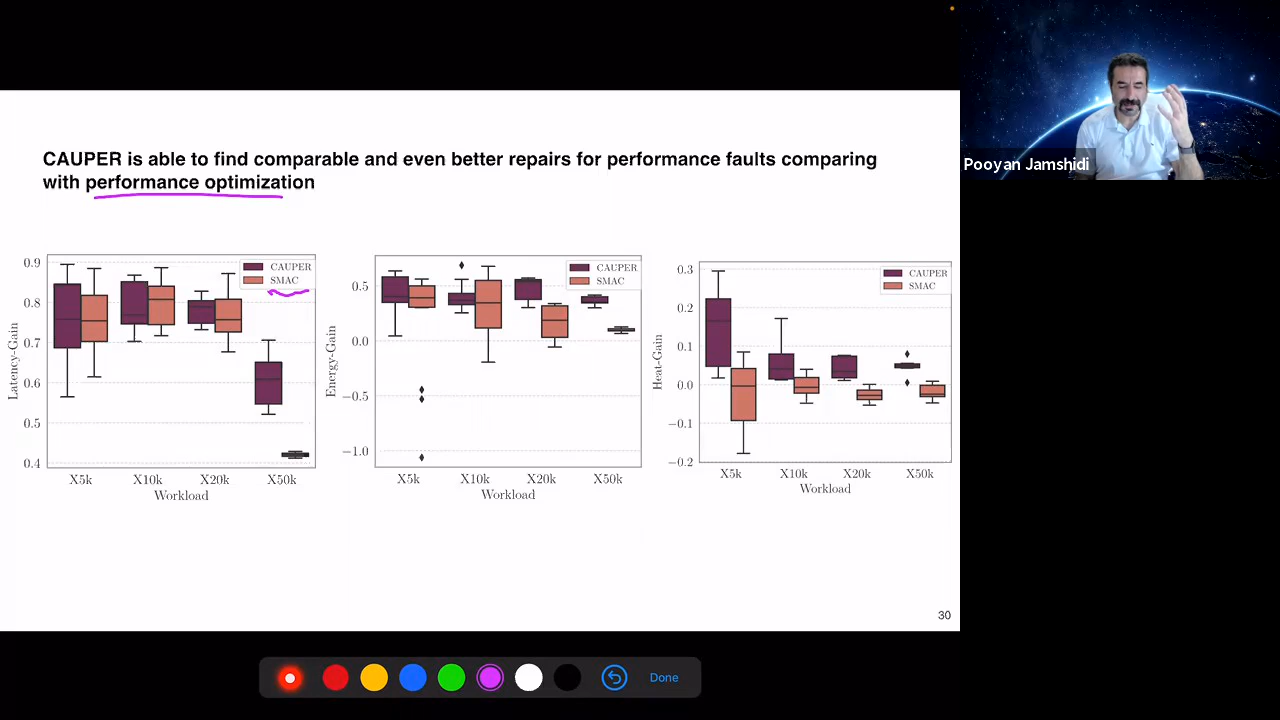 Pooyan Jamshidi
CAUPER is able to find comparable and even better repairs for performance faults comparing
with performance optimization
0.9
0.8
0.7
0.6
0.5
0.4
Latency-Gain
CAUPER
SMAC
X5k
X10k
X20k
X50k
Workload
0.5
0.0
−0.5
−1.0
Energy-Gain
CAUPER
SMAC
X5k
X10k
X20k
X50k
Workload
0.3
0.2
0.1
0.0
−0.1
−0.2
Heat-Gain
CAUPER
SMAC
X5k
X10k
X20k
X50k
Workload
30
Done